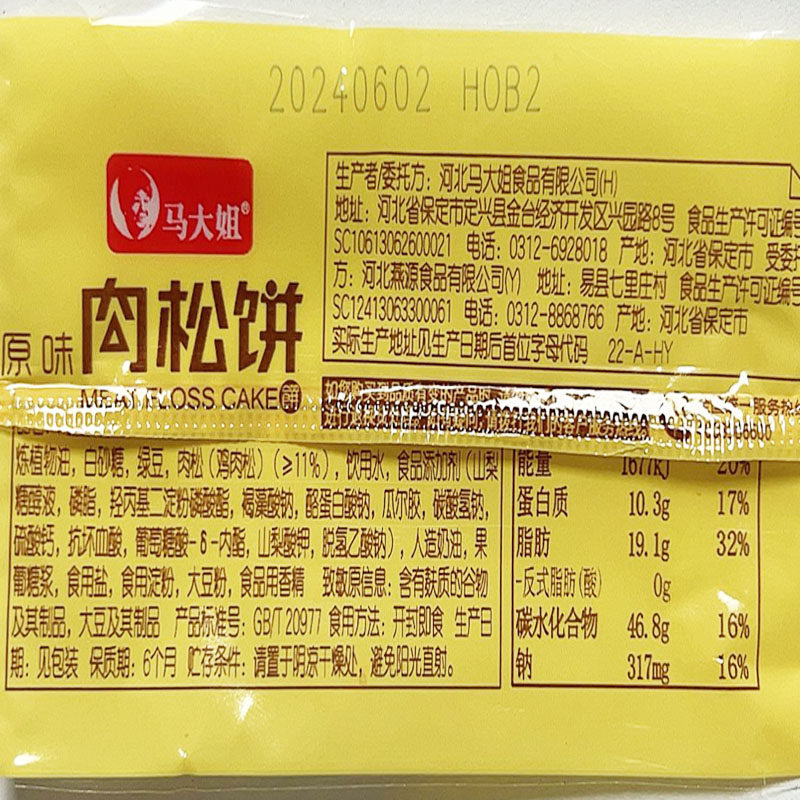 20240602 H0B2
马大姐®
原味肉松饼
MEAT FLOSS CAKE
生产者/委托方：河北马大姐食品有限公司(H)
地址：河北省保定市定兴县金台经济开发区兴园路8号 食品生产许可证编号
SC10613062600021 电话：0312-6928018 产地：河北省保定市 受委托
方：河北燕源食品有限公司(Y) 地址：易县七里庄村 食品生产许可证编号
SC12413063300061 电话：0312-8868766 产地：河北省保定市
实际生产地址见生产日期后首位字母代码 22-A-HY
如您购买到品质有变的产品
炼植物油，白砂糖，绿豆，肉松（鸡肉松）（≥11%），饮用水，食品添加剂（山梨
糖醇液，磷脂，羟丙基二淀粉磷酸酯，褐藻酸钠，酪蛋白酸钠，瓜尔胶，碳酸氢钠，
硫酸钙，抗坏血酸，葡萄糖酸-δ-内酯，山梨酸钾，脱氢乙酸钠），人造奶油，果
葡糖浆，食用盐，食用淀粉，大豆粉，食品用香精 致敏原信息：含有麸质的谷物
及其制品，大豆及其制品 产品标准号：GB/T 20977 食用方法：开封即食 生产日
期：见包装 保质期：6个月 贮存条件：请置于阴凉干燥处，避免阳光直射。
能量 1677kJ 20%
蛋白质 10.3g 17%
脂肪 19.1g 32%
-反式脂肪(酸) 0g
碳水化合物 46.8g 16%
钠 317mg 16%